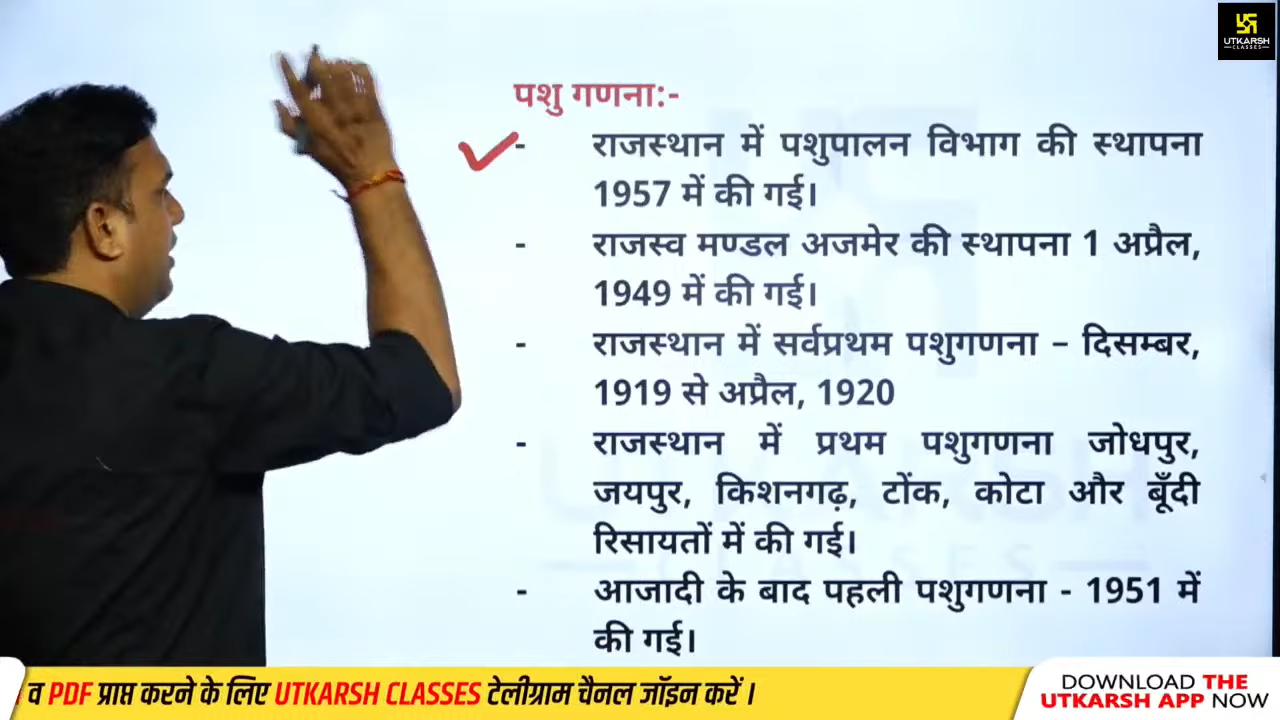 UTKARSH
CLASSES
पशु गणना:-
- राजस्थान में पशुपालन विभाग की स्थापना
1957 में की गई।
- राजस्व मण्डल अजमेर की स्थापना 1 अप्रैल,
1949 में की गई।
- राजस्थान में सर्वप्रथम पशुगणना – दिसम्बर,
1919 से अप्रैल, 1920
- राजस्थान में प्रथम पशुगणना जोधपुर,
जयपुर, किशनगढ़, टोंक, कोटा और बूँदी
रिसायतों में की गई।
- आजादी के बाद पहली पशुगणना - 1951 में
की गई।
व PDF प्राप्त करने के लिए UTKARSH CLASSES टेलीग्राम चैनल जॉइन करें ।
DOWNLOAD THE
UTKARSH APP NOW